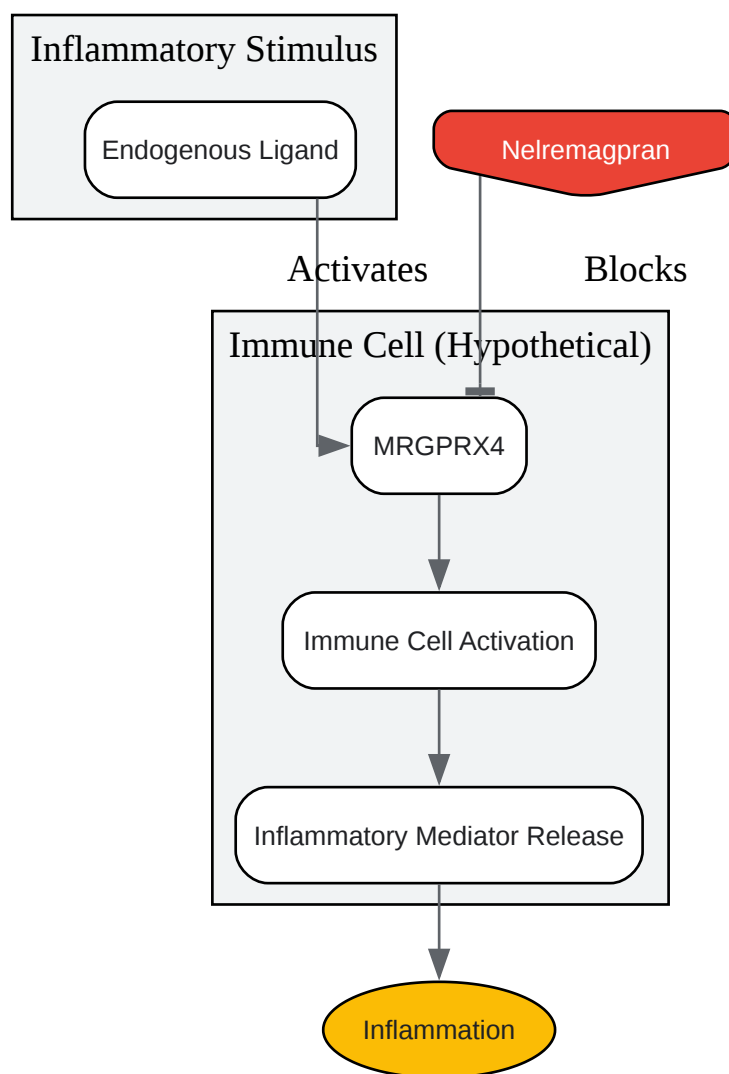 Inflammatory Stimulus
Endogenous Ligand
Nelremagpran
Activates
Blocks
Immune Cell (Hypothetical)
MRGPRX4
Immune Cell Activation
Inflammatory Mediator Release
Inflammation